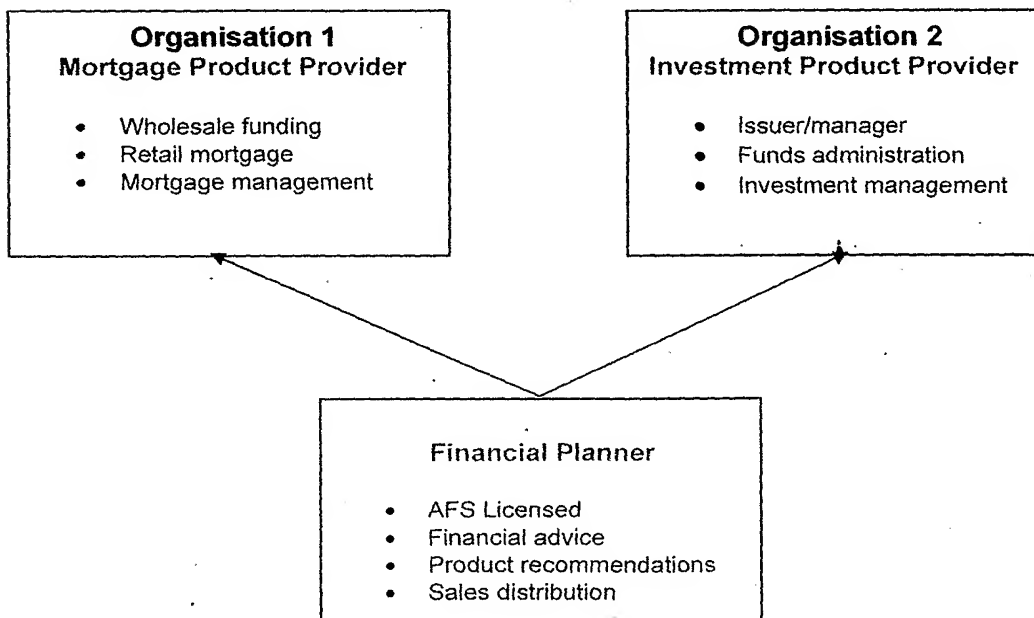 Organisation 1
Mortgage Product Provider
• Wholesale funding
• Retail mortgage
• Mortgage management
Organisation 2
Investment Product Provider
• Issuer/manager
• Funds administration
• Investment management
Financial Planner
• AFS Licensed
• Financial advice
• Product recommendations
• Sales distribution